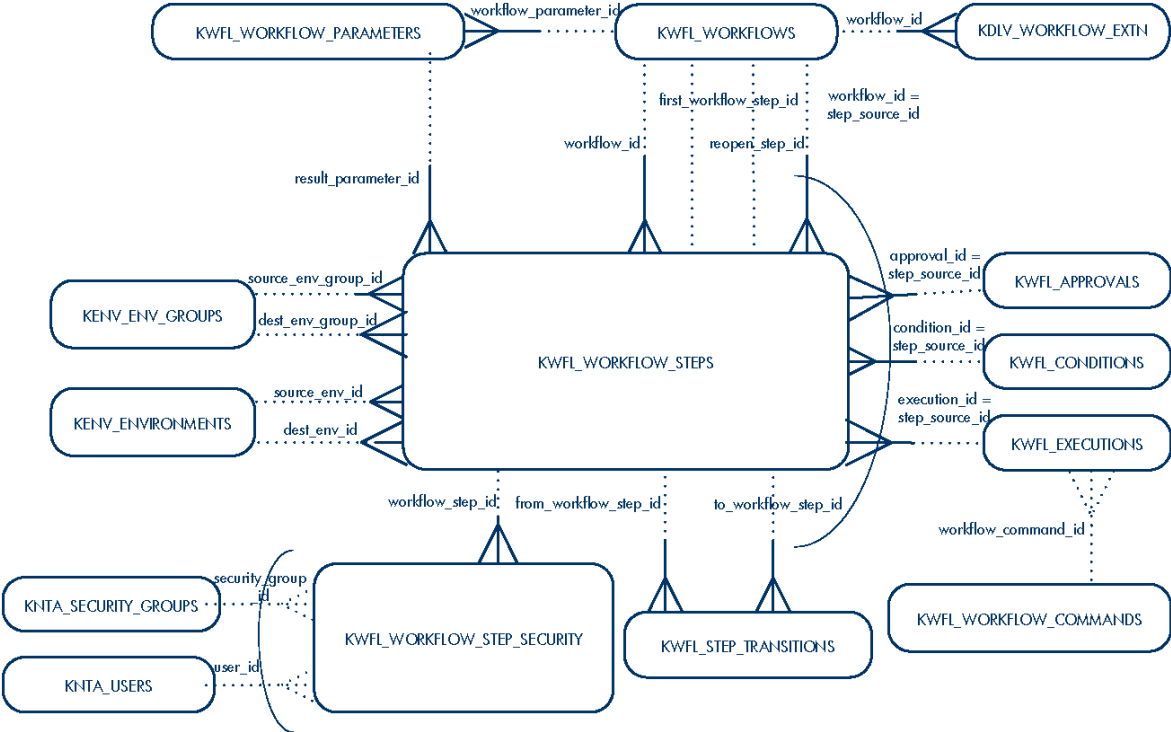 workflow_parameter_id
workflow_id
KWFL_WORKFLOW_PARAMETERS
KWFL_WORKFLOWS
KDLV_WORKFLOW_EXTN
first_workflow_step_id
workflow_id =
step_source_id
workflow_id
reopen_step_id
result_parameter_id
source_env_group_id
approval_id =
step_source_id
KWFL_APPROVALS
KENV_ENV_GROUPS
dest_env_group_id
condition_id =
step_source_id
KWFL_WORKFLOW_STEPS
KWFL_CONDITIONS
source_env_id
execution_id =
step_source_id
KENV_ENVIRONMENTS
dest_env_id
KWFL_EXECUTIONS
workflow_step_id
from_workflow_step_id
to_workflow_step_id
workflow_command_id
security_group
_id
KNTA_SECURITY_GROUPS
KWFL_WORKFLOW_STEP_SECURITY
KWFL_STEP_TRANSITIONS
KWFL_WORKFLOW_COMMANDS
user_id
KNTA_USERS